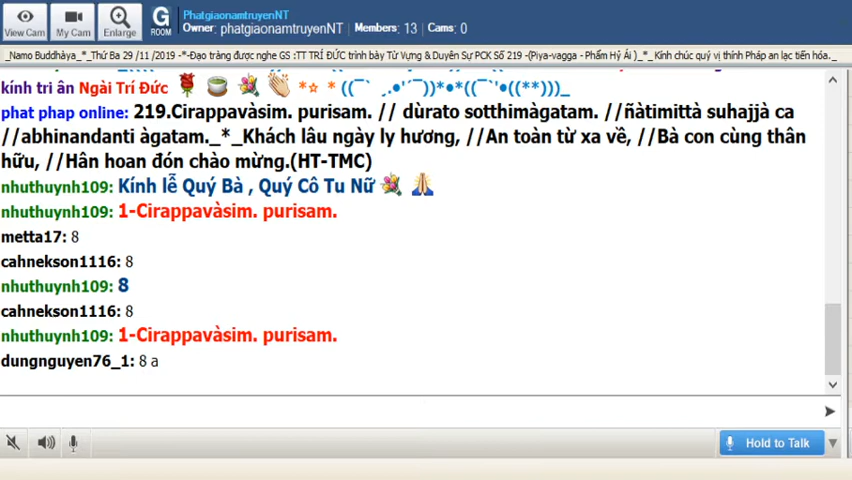 View Cam
My Cam
Enlarge
G
ROOM
PhatgiaonamtruyenNT
Owner: phatgiaonamtruyenNT Members: 13 Cams: 0
_Namo Buddhàya_*_Thứ Ba 29 /11 /2019 -*-Đạo tràng được nghe GS :TT TRÍ ĐỨC trình bày Từ Vựng & Duyên Sự PCK Số 219 -(Piya-vagga - Phẩm Hỷ Ái )_*_ Kính chúc quý vị thính Pháp an lạc tiến hóa._
kính tri ân Ngài Trí Đức
phat phap online: 219.Cirappavàsim. purisam. // dùrato sotthimàgatam. //ñàtimittà suhajjà ca
//abhinandanti àgatam._*_Khách lâu ngày ly hương, //An toàn từ xa về, //Bà con cùng thân
hữu, //Hân hoan đón chào mừng.(HT-TMC)
nhuthuynh109: Kính lễ Quý Bà , Quý Cô Tu Nữ
nhuthuynh109: 1-Cirappavàsim. purisam.
metta17: 8
cahnekson1116: 8
nhuthuynh109: 8
cahnekson1116: 8
nhuthuynh109: 1-Cirappavàsim. purisam.
dungnguyen76_1: 8 a
Hold to Talk